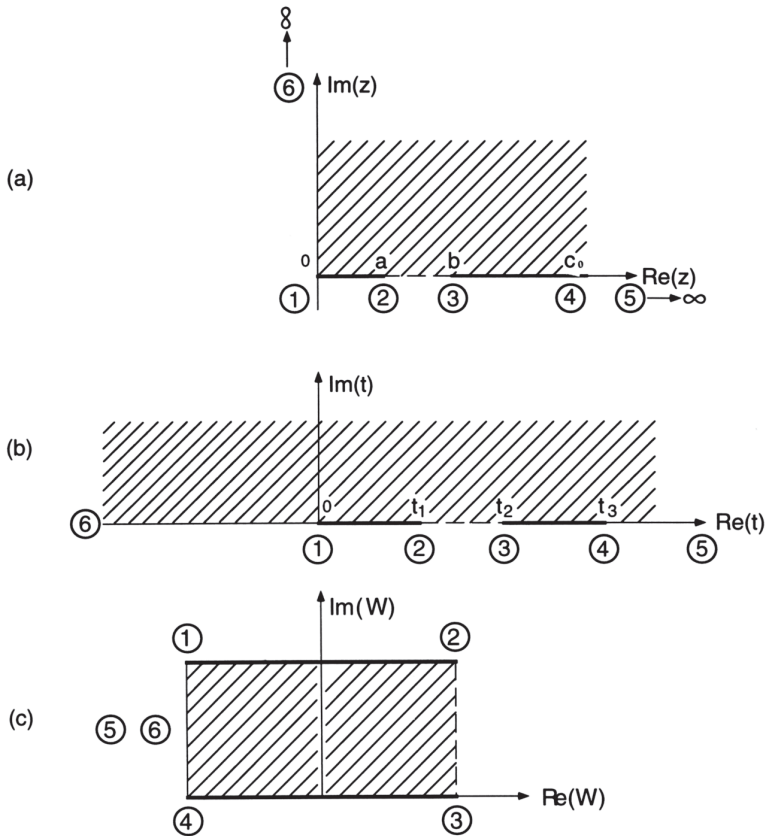 ∞
⑥ Im(z)
(a)
0 a b c₀
Re(z)
① ② ③ ④ ⑤ ∞
Im(t)
(b)
0 t₁ t₂ t₃
⑥ Re(t)
① ② ③ ④ ⑤
Im(W)
① ②
(c)
⑤ ⑥
Re(W)
④ ③